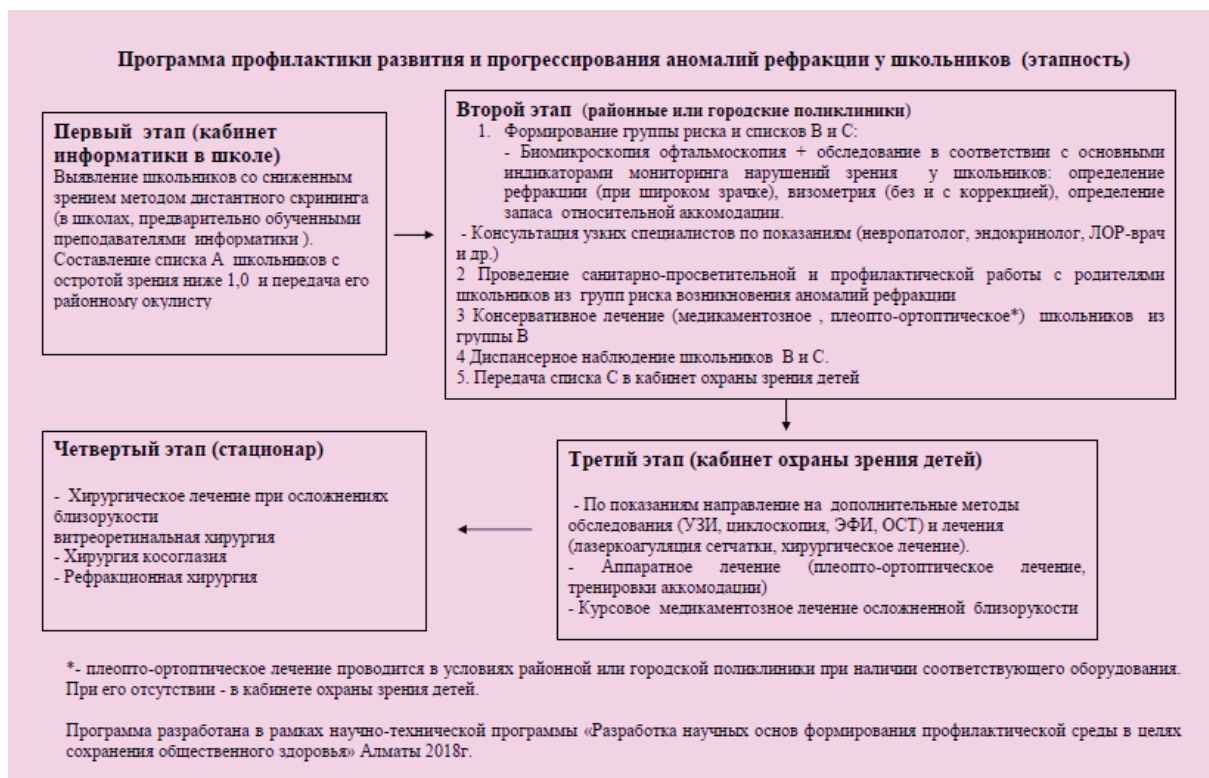 Программа профилактики развития и прогрессирования аномалий рефракции у школьников (этапность)
Первый этап (кабинет
информатики в школе)
Выявление школьников со сниженным
зрением методом дистантного скрининга
(в школах, предварительно обученными
преподавателями информатики ).
Составление списка А школьников с
остротой зрения ниже 1,0 и передача его
районному окулисту
Второй этап (районные или городские поликлиники)
1. Формирование группы риска и списков В и С:
- Биомикроскопия офтальмоскопия + обследование в соответствии с основными
индикаторами мониторинга нарушений зрения у школьников: определение
рефракции (при широком зрачке), визометрия (без и с коррекцией), определение
запаса относительной аккомодации.
- Консультация узких специалистов по показаниям (невропатолог, эндокринолог, ЛОР-врач
и др.)
2 Проведение санитарно-просветительной и профилактической работы с родителями
школьников из групп риска возникновения аномалий рефракции
3 Консервативное лечение (медикаментозное , плеопто-ортоптическое*) школьников из
группы В
4 Диспансерное наблюдение школьников В и С.
5. Передача списка С в кабинет охраны зрения детей
Третий этап (кабинет охраны зрения детей)
- По показаниям направление на дополнительные методы
обследования (УЗИ, циклоскопия, ЭФИ, ОСТ) и лечения
(лазеркоагуляция сетчатки, хирургическое лечение).
- Аппаратное лечение (плеопто-ортоптическое лечение,
тренировки аккомодации)
- Курсовое медикаментозное лечение осложненной близорукости
Четвертый этап (стационар)
- Хирургическое лечение при осложнениях
близорукости
витреоретинальная хирургия
- Хирургия косоглазия
- Рефракционная хирургия
*- плеопто-ортоптическое лечение проводится в условиях районной или городской поликлиники при наличии соответствующего оборудования.
При его отсутствии - в кабинете охраны зрения детей.
Программа разработана в рамках научно-технической программы «Разработка научных основ формирования профилактической среды в целях
сохранения общественного здоровья» Алматы 2018г.